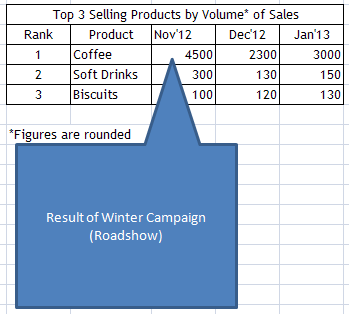 Top 3 Selling Products by Volume* of Sales
Rank Product Nov'12 Dec'12 Jan'13
1 Coffee 4500 2300 3000
2 Soft Drinks 300 130 150
3 Biscuits 100 120 130
*Figures are rounded
Result of Winter Campaign
(Roadshow)